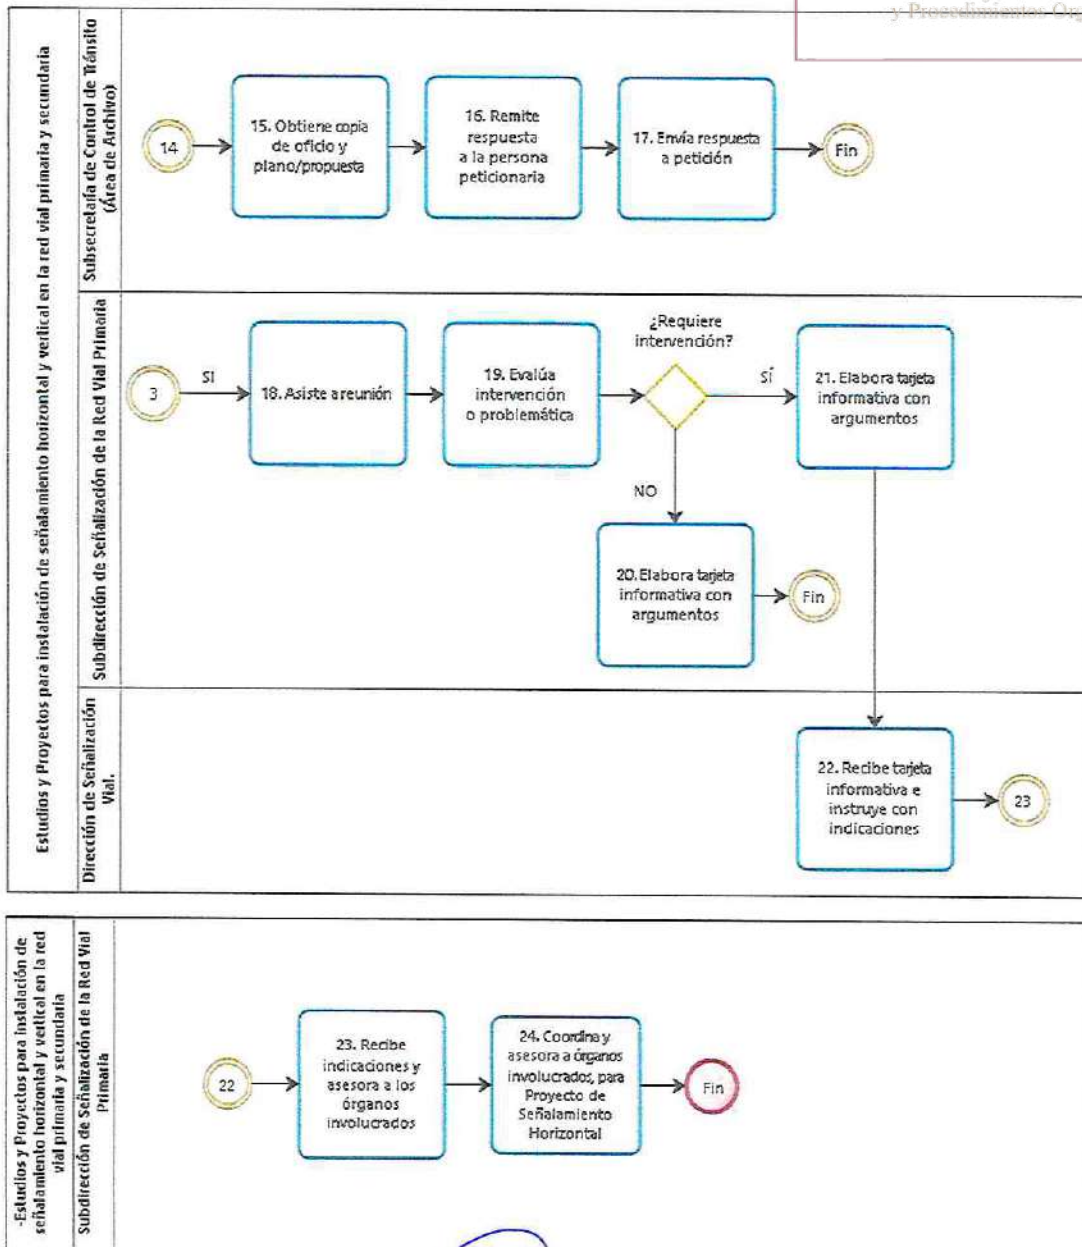 y Procedimientos Org
Estudios y Proyectos para instalación de señalamiento horizontal y vertical en la red vial primaria y secundaria
Subsecretaría de Control de Tránsito
(Área de Archivo)
14
15. Obtiene copia
de oficio y
plano/propuesta
16. Remite
respuesta
a la persona
peticionaria
17. Envía respuesta
a petición
Fin
Subdirección de Señalización de la Red Vial Primaria
3
SI
18. Asiste a reunión
19. Evalúa
intervención
o problemática
¿Requiere
intervención?
SÍ
21. Elabora tarjeta
informativa con
argumentos
NO
20. Elabora tarjeta
informativa con
argumentos
Fin
Dirección de Señalización
Vial.
22. Recibe tarjeta
informativa e
instruye con
indicaciones
23
-Estudios y Proyectos para instalación de
señalamiento horizontal y vertical en la red
vial primaria y secundaria
Subdirección de Señalización de la Red Vial
Primaria
22
23. Recibe
indicaciones y
asesora a los
órganos
involucrados
24. Coordina y
asesora a órganos
involucrados, para
Proyecto de
Señalamiento
Horizontal
Fin